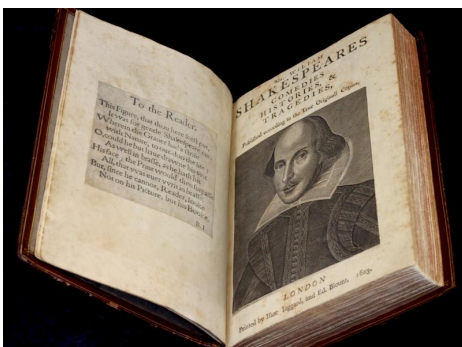 To the Reader.
This Figure, that thou here seest put,
It was for gentle Shakespeare cut;
Wherein the Grauer had a strife
with Nature, to out-doo the life:
O, could he but haue drawne his wit
As well in brasse, as he hath hit
His face; the Print would then surpasse
All, that vvas euer vvrit in brasse.
But, since he cannot, Reader, looke
Not on his Picture, but his Booke.
B. I.
Mr. WILLIAM
SHAKESPEARES
COMEDIES,
HISTORIES, &
TRAGEDIES.
Published according to the True Originall Copies.
LONDON
Printed by Isaac Iaggard, and Ed. Blount. 1623.